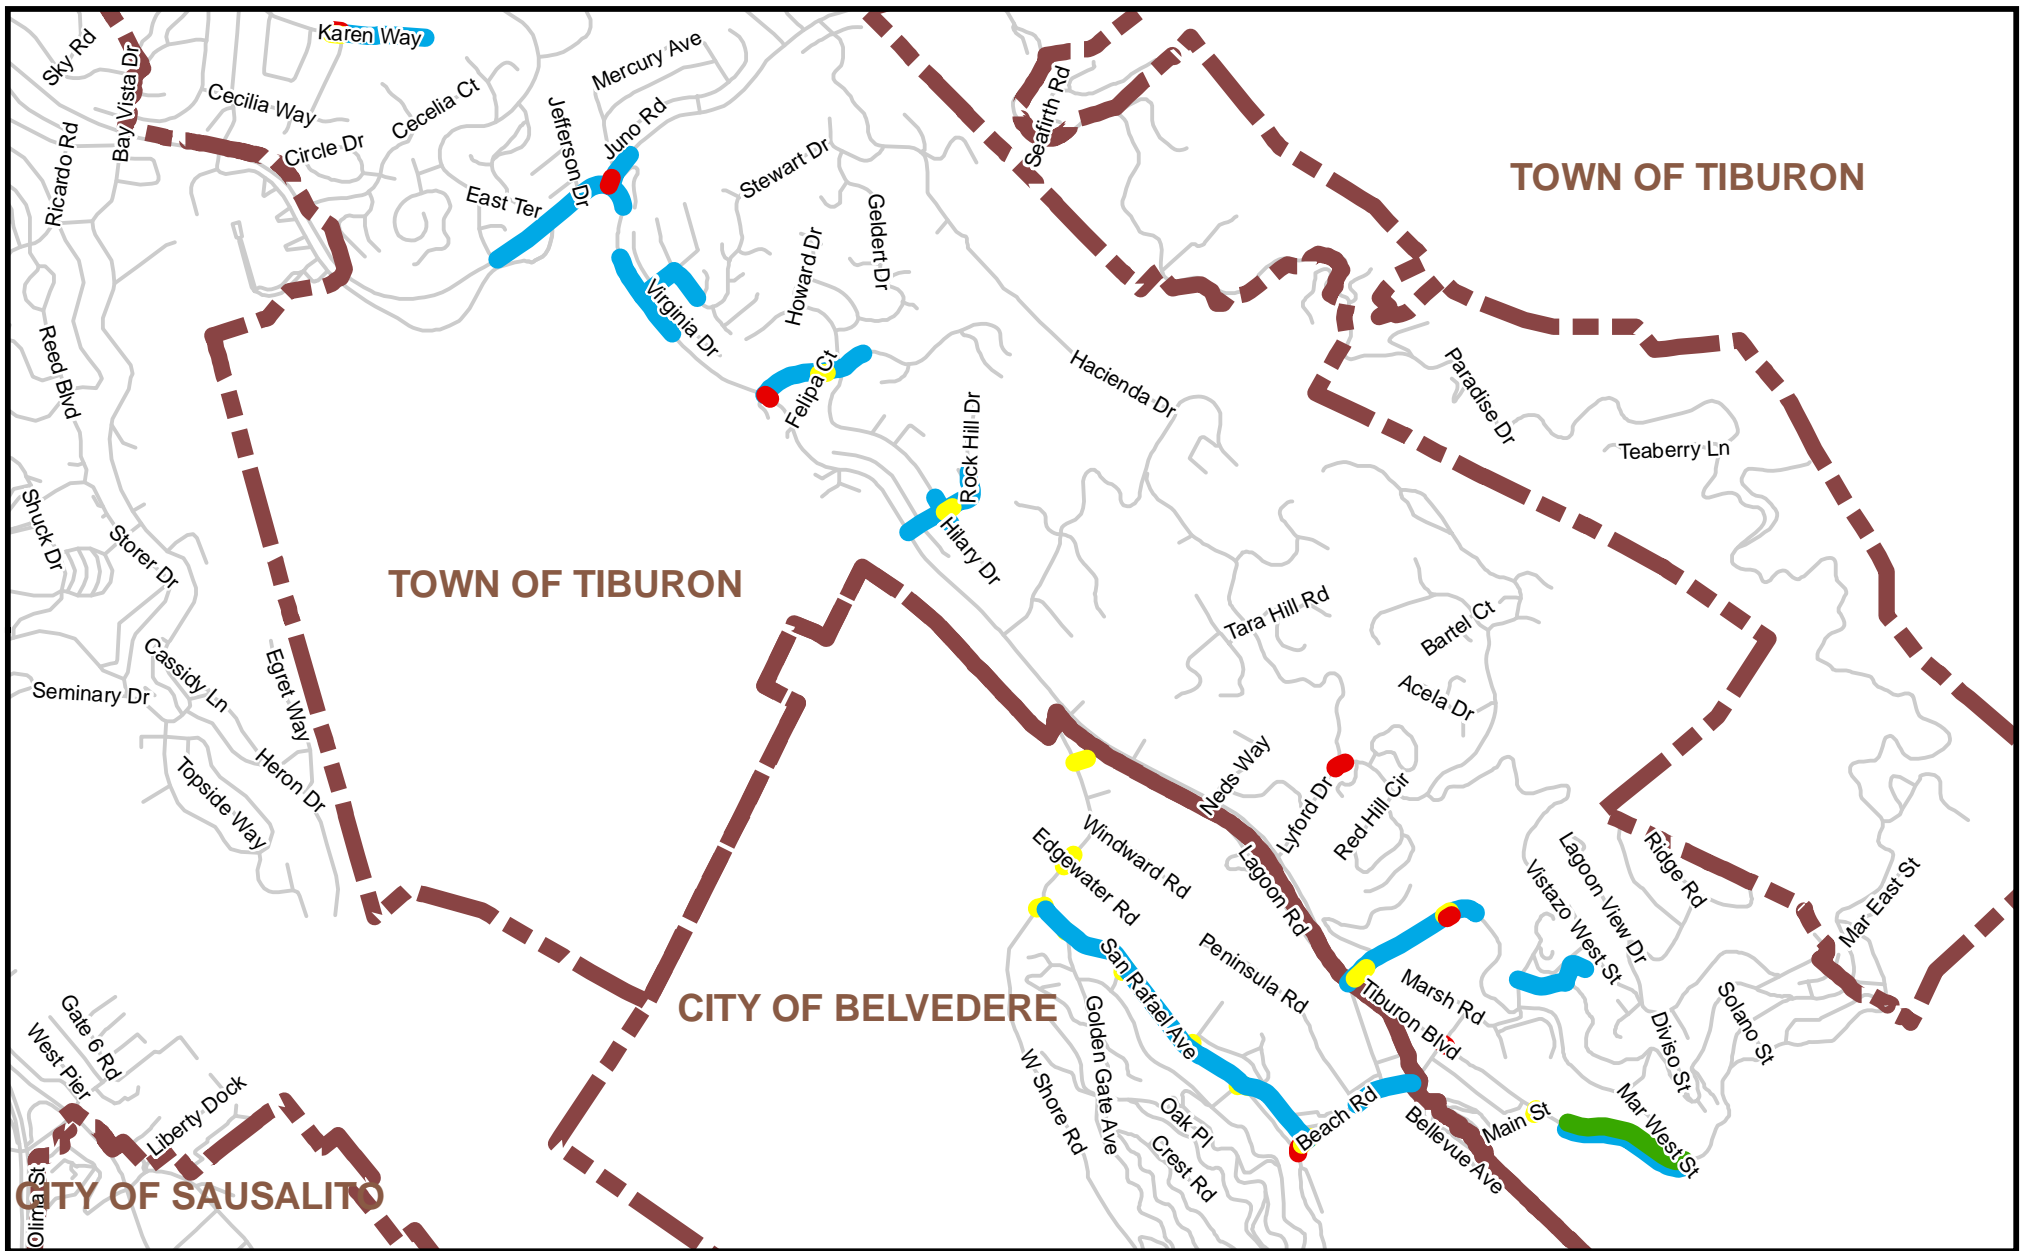 Karen Way
Sky Rd
Bay Vista Dr
Mercury Ave
Cecilia Way
Cecelia Ct
Seafirth Rd
Jefferson Dr
Juno Rd
Ricardo Rd
Circle Dr
Stewart Dr
TOWN OF TIBURON
East Ter
Geldert Dr
Howard Dr
Virginia Dr
Reed Blvd
Felipa Ct
Hacienda Dr
Paradise Dr
Rock Hill Dr
Teaberry Ln
Shuck Dr
Storer Dr
Hilary Dr
TOWN OF TIBURON
Tara Hill Rd
Bartel Ct
Cassidy Ln
Egret Way
Seminary Dr
Acela Dr
Heron Dr
Topside Way
Neds Way
Lyford Dr
Red Hill Cir
Windward Rd
Edgewater Rd
Lagoon Rd
Lagoon View Dr
Vistazo West St
Ridge Rd
Mar East St
San Rafael Ave
Peninsula Rd
Marsh Rd
Tiburon Blvd
CITY OF BELVEDERE
Golden Gate Ave
Solano St
Diviso St
Gate 6 Rd
West Pier
W Shore Rd
Liberty Dock
Oak Pl
Beach Rd
Main St
Mar West St
Crest Rd
Bellevue Ave
CITY OF SAUSALITO
Olima St